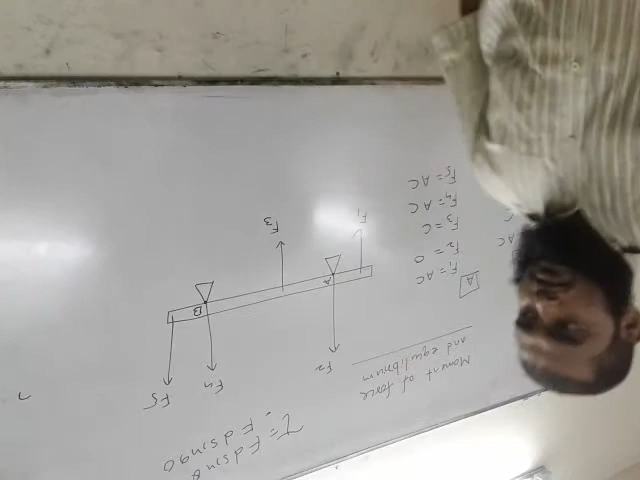 Moment of force
and equilibrium
τ = F d sin θ
= F d sin 90
A
F₁ = AC
F₂ = 0
F₃ = C
F₄ = AC
F₅ = AC
F₁
F₂
F₃
F₄
F₅
A
B
AC
C